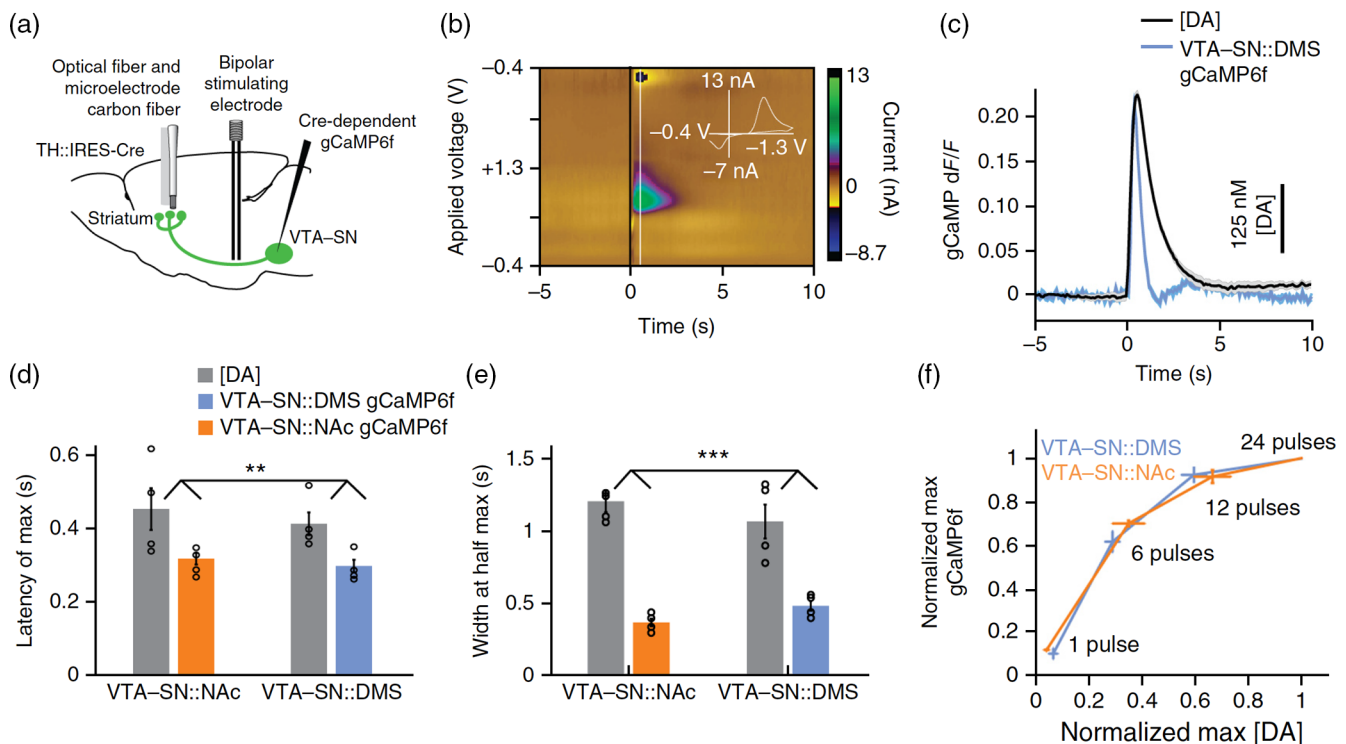 (a)
Optical fiber and
microelectrode
carbon fiber
Bipolar
stimulating
electrode
Cre-dependent
gCaMP6f
TH::IRES-Cre
Striatum
VTA–SN
(b)
Applied voltage (V)
–0.4
+1.3
–0.4
13 nA
–0.4 V
–1.3 V
–7 nA
13
0
–8.7
Current (nA)
–5
0
5
10
Time (s)
(c)
[DA]
VTA–SN::DMS
gCaMP6f
gCaMP dF/F
0.20
0.15
0.10
0.05
0
125 nM
[DA]
–5
0
5
10
Time (s)
(d)
[DA]
VTA–SN::DMS gCaMP6f
VTA–SN::NAc gCaMP6f
Latency of max (s)
0.6
0.4
0.2
0
**
VTA–SN::NAc
VTA–SN::DMS
(e)
Width at half max (s)
1.5
1
0.5
0
***
VTA–SN::NAc
VTA–SN::DMS
(f)
Normalized max
gCaMP6f
1
0.8
0.6
0.4
0.2
0
VTA–SN::DMS
VTA–SN::NAc
24 pulses
12 pulses
6 pulses
1 pulse
0
0.2
0.4
0.6
0.8
1
Normalized max [DA]